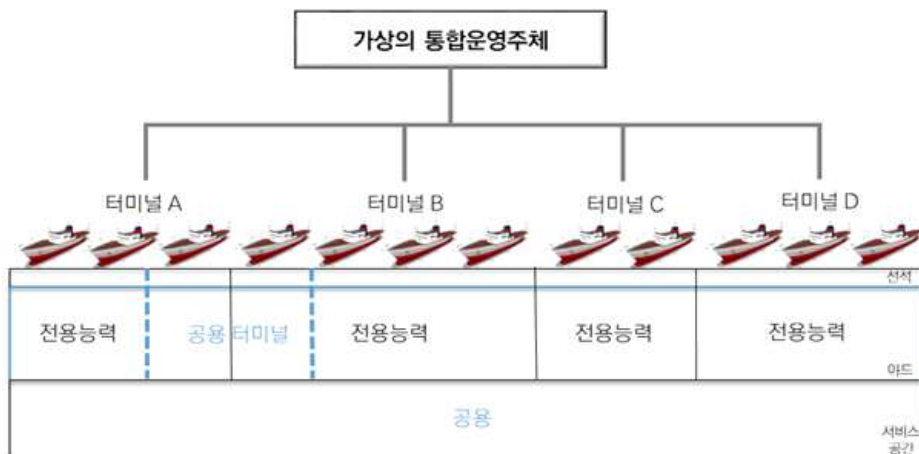 가상의 통합운영주체
터미널 A
터미널 B
터미널 C
터미널 D
선적
전용능력
공용 터미널
전용능력
전용능력
전용능력
야드
공용
서비스
공간